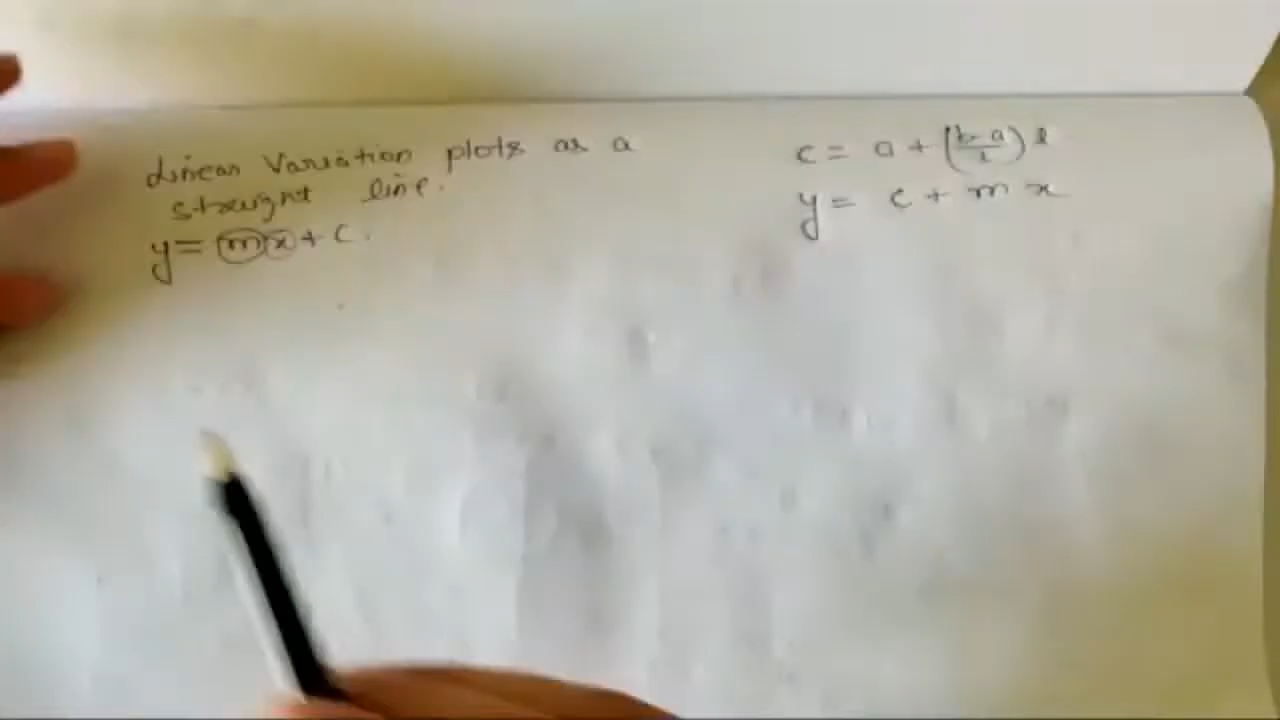 Linear Variation plots as a
straight line.
y = mx + c.
c = a + (b-a/l) l
y = c + m x